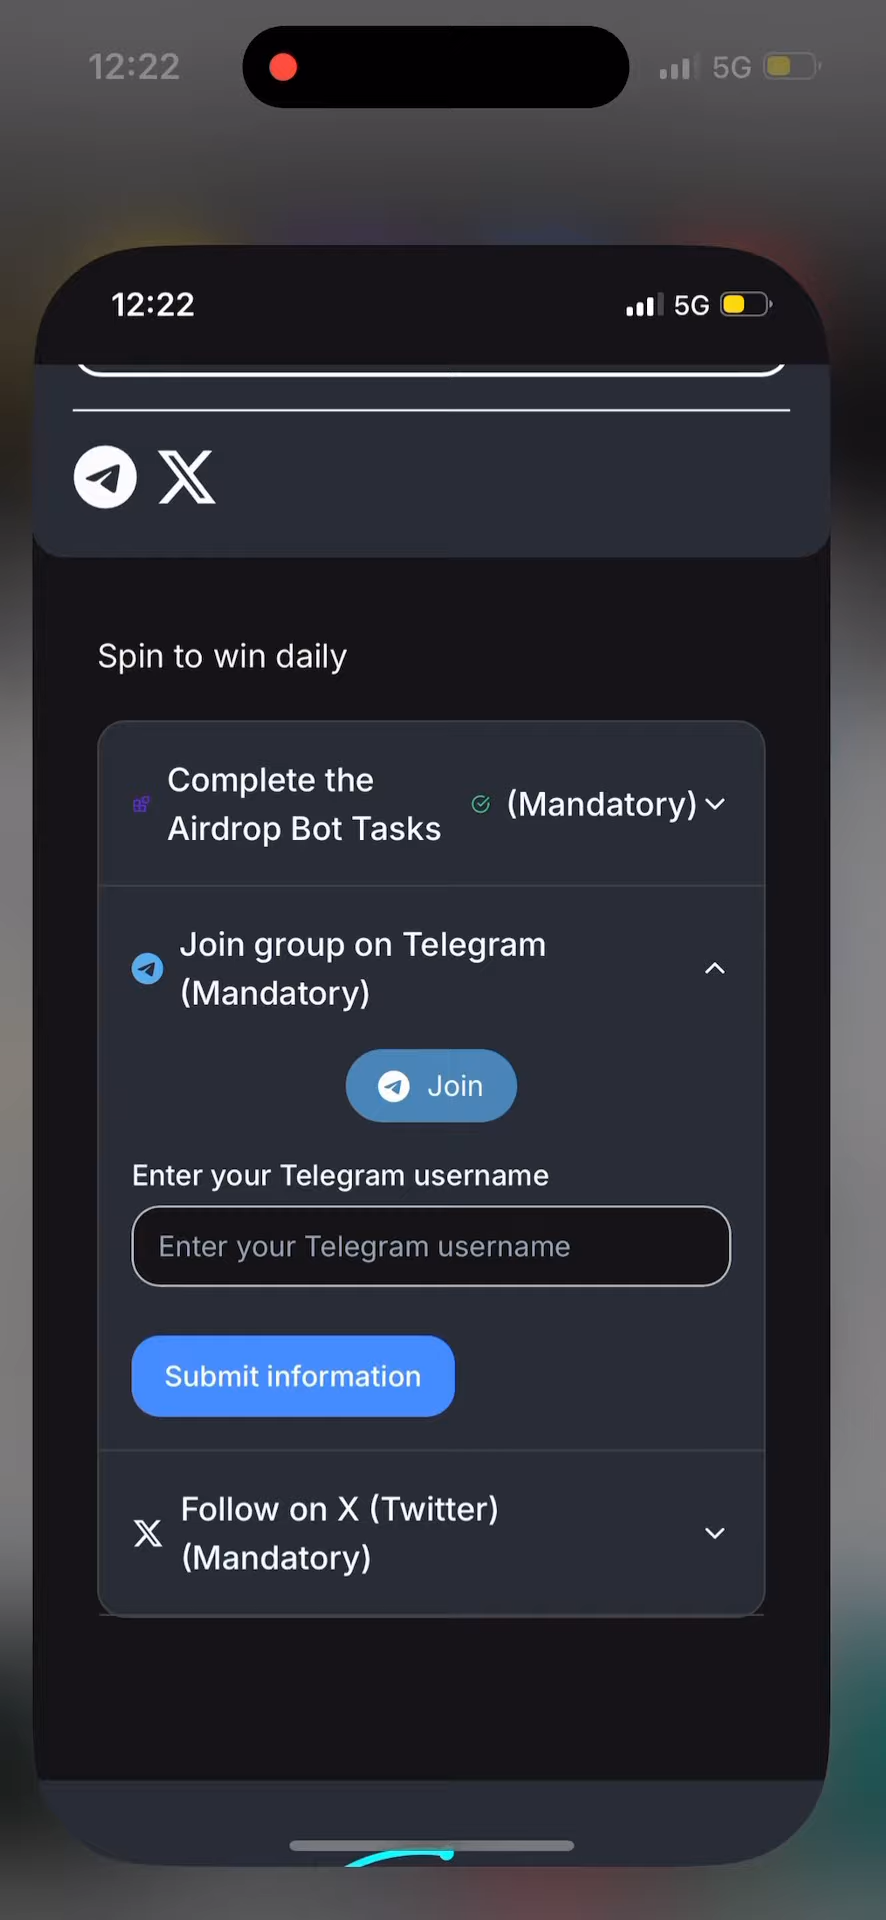 12:22
5G
12:22
5G
Spin to win daily
Complete the
Airdrop Bot Tasks
(Mandatory)
Join group on Telegram
(Mandatory)
Join
Enter your Telegram username
Enter your Telegram username
Submit information
Follow on X (Twitter)
(Mandatory)